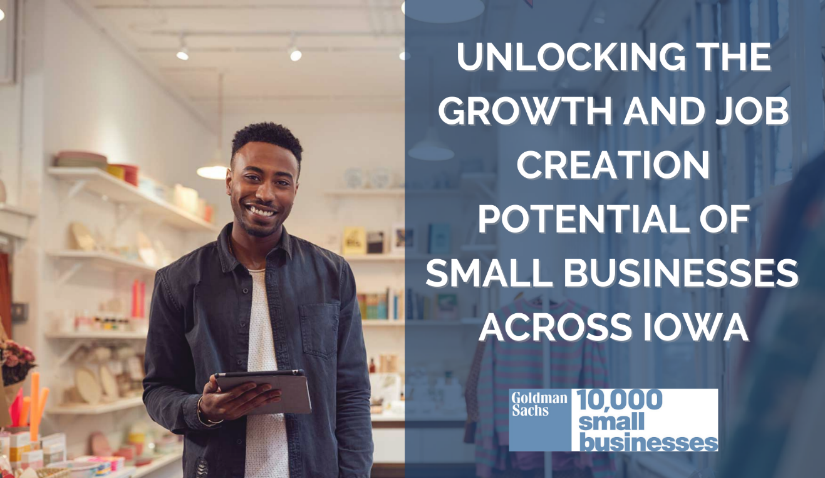 UNLOCKING THE
GROWTH AND JOB
CREATION
POTENTIAL OF
SMALL BUSINESSES
ACROSS IOWA
Goldman
Sachs
10,000
small
businesses